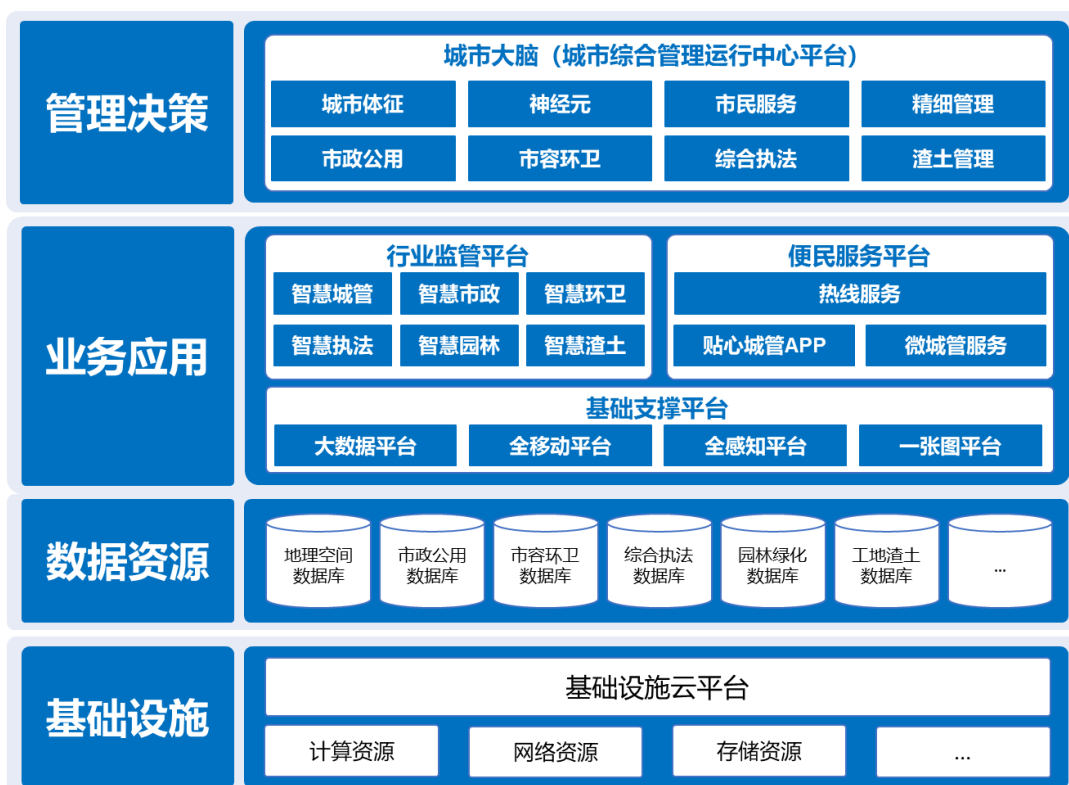 管理决策
城市大脑（城市综合管理运行中心平台）
城市体征 神经元 市民服务 精细管理
市政公用 市容环卫 综合执法 渣土管理
业务应用
行业监管平台
智慧城管 智慧市政 智慧环卫
智慧执法 智慧园林 智慧渣土
便民服务平台
热线服务
贴心城管APP 微城管服务
基础支撑平台
大数据平台 全移动平台 全感知平台 一张图平台
数据资源
地理空间
数据库
市政公用
数据库
市容环卫
数据库
综合执法
数据库
园林绿化
数据库
工地渣土
数据库
...
基础设施
基础设施云平台
计算资源 网络资源 存储资源 ...